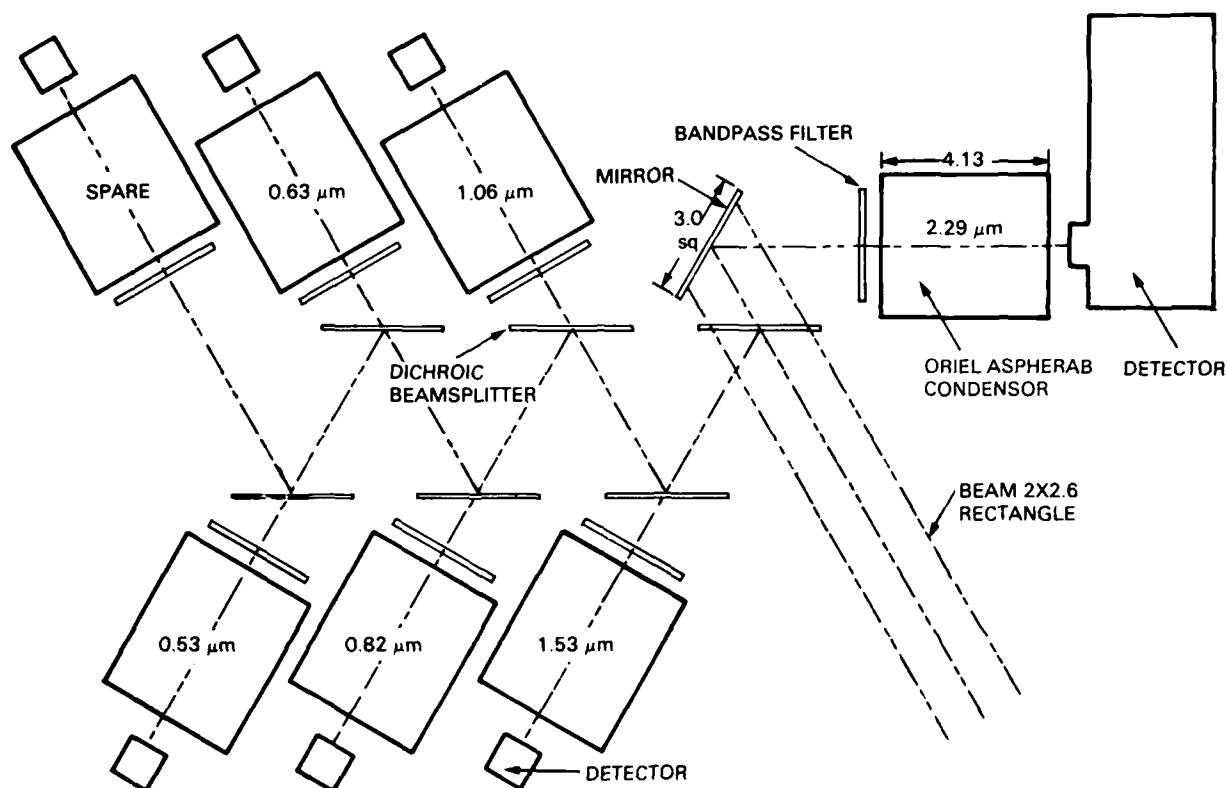 SPARE
0.63 μm
1.06 μm
BANDPASS FILTER
MIRROR
3.0
sq
4.13
2.29 μm
DICHROIC
BEAMSPLITTER
ORIEL ASPHERAB
CONDENSOR
DETECTOR
BEAM 2X2.6
RECTANGLE
0.53 μm
0.82 μm
1.53 μm
DETECTOR